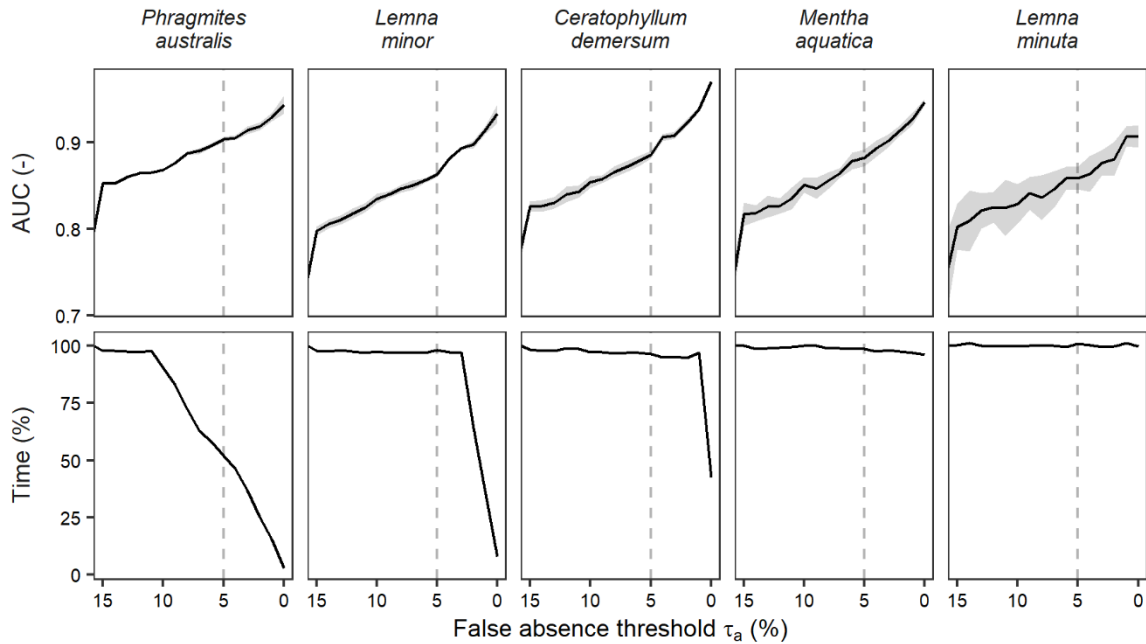 Phragmites australis
Lemna minor
Ceratophyllum demersum
Mentha aquatica
Lemna minuta
AUC (-)
0.9
0.8
0.7
Time (%)
100
75
50
25
0
15 10 5 0 15 10 5 0 15 10 5 0 15 10 5 0 15 10 5 0
False absence threshold τa (%)